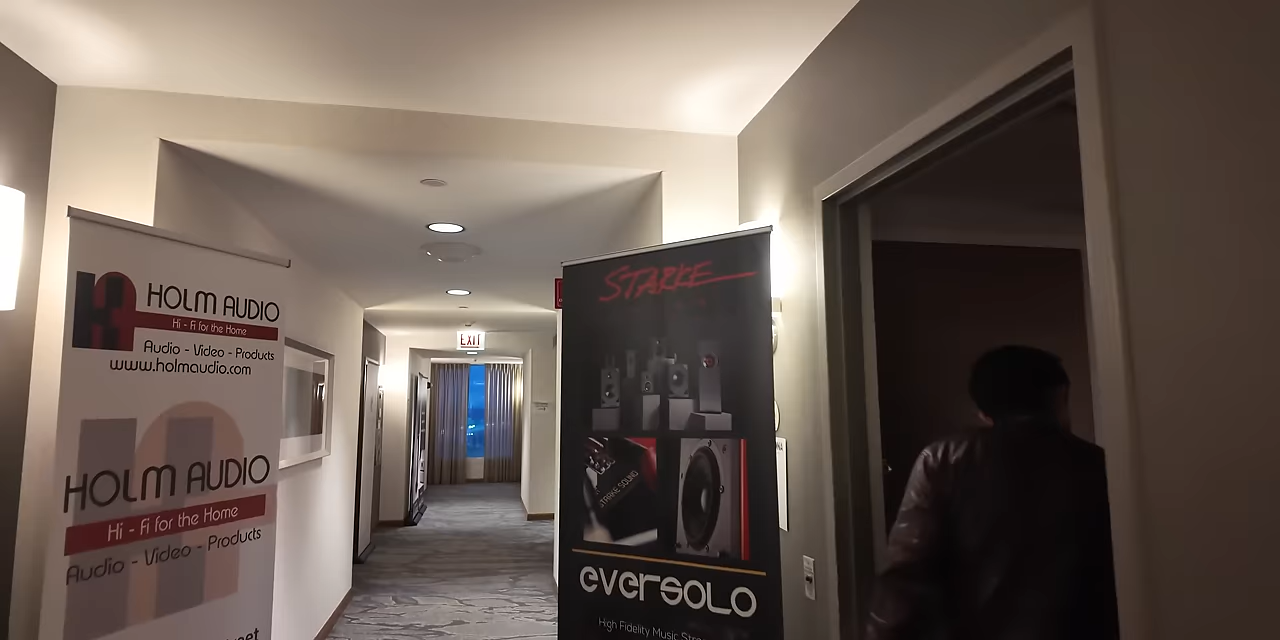 HOLM AUDIO
Hi - Fi for the Home
Audio - Video - Products
www.holmaudio.com
HOLM AUDIO
Hi - Fi for the Home
Audio - Video - Products
EXIT
STARKE
STARKE SOUND
eversolo
High Fidelity Music